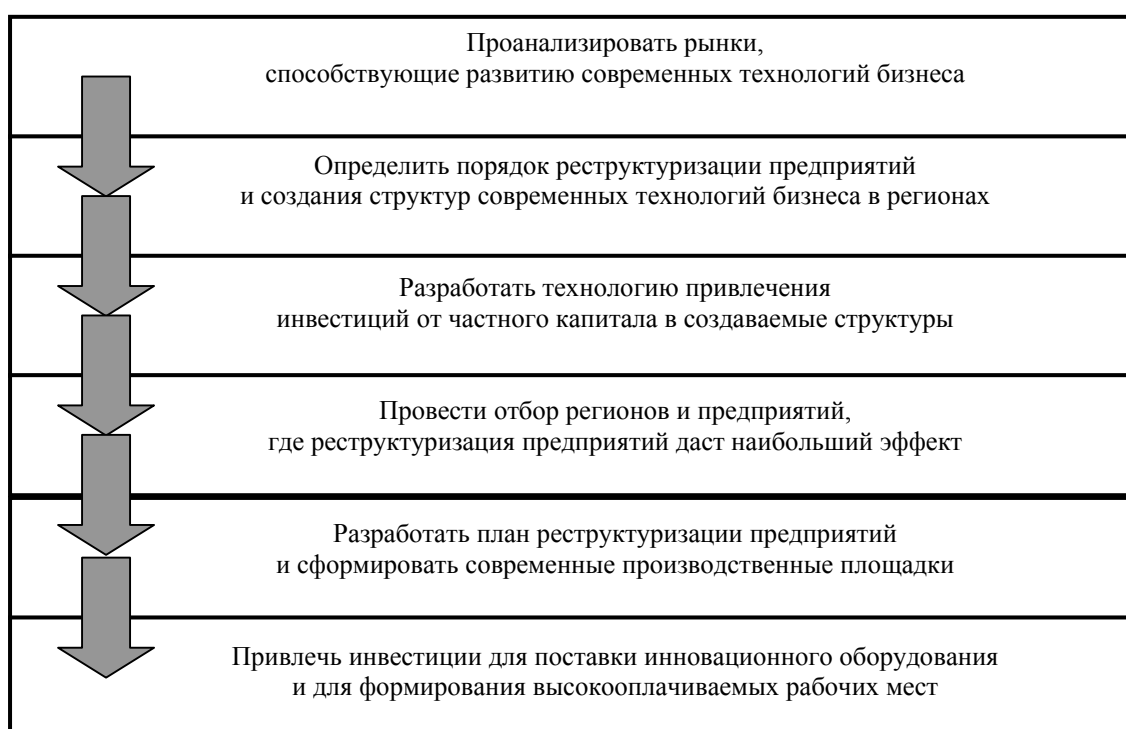 Проанализировать рынки,
способствующие развитию современных технологий бизнеса
Определить порядок реструктуризации предприятий
и создания структур современных технологий бизнеса в регионах
Разработать технологию привлечения
инвестиций от частного капитала в создаваемые структуры
Провести отбор регионов и предприятий,
где реструктуризация предприятий даст наибольший эффект
Разработать план реструктуризации предприятий
и сформировать современные производственные площадки
Привлечь инвестиции для поставки инновационного оборудования
и для формирования высокооплачиваемых рабочих мест